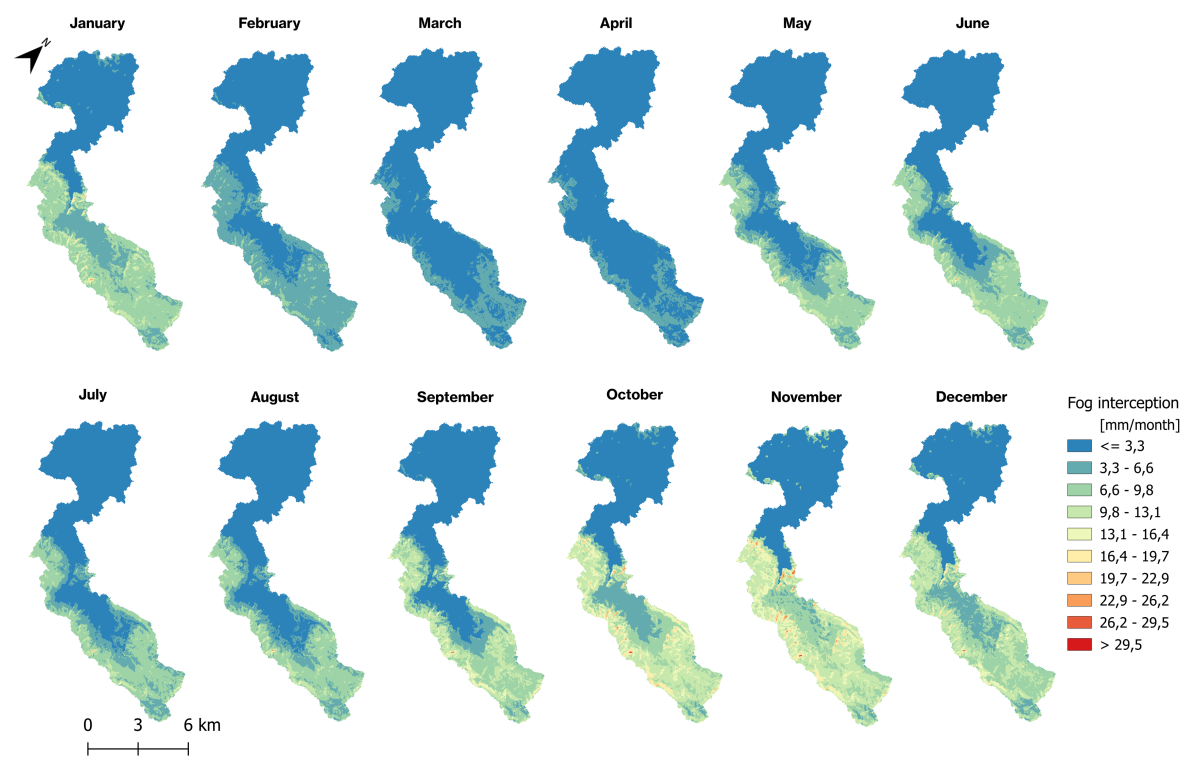 January
February
March
April
May
June
N
July
August
September
October
November
December
Fog interception
[mm/month]
<= 3,3
3,3 - 6,6
6,6 - 9,8
9,8 - 13,1
13,1 - 16,4
16,4 - 19,7
19,7 - 22,9
22,9 - 26,2
26,2 - 29,5
> 29,5
0 3 6 km